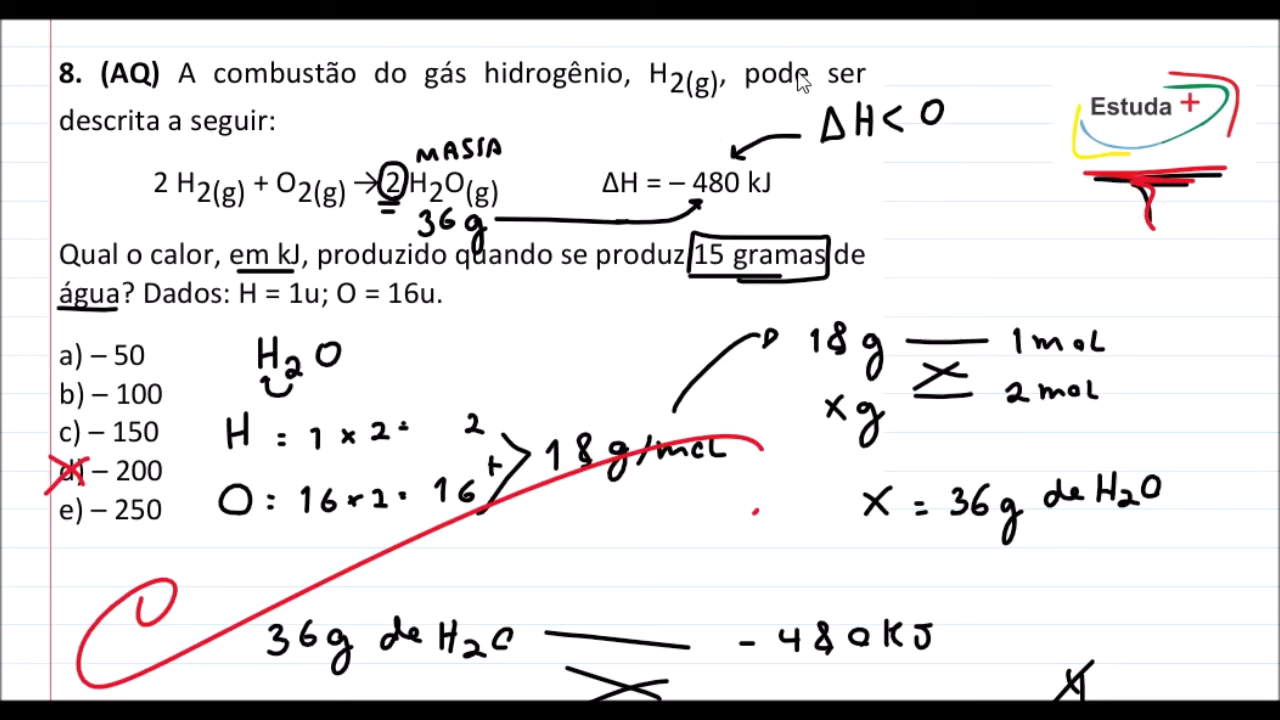 8. (AQ) A combustão do gás hidrogênio, H2(g), pode ser
descrita a seguir:
Estuda +
ΔH < 0
MASSA
2 H2(g) + O2(g) → 2 H2O(g) ΔH = – 480 kJ
36 g
Qual o calor, em kJ, produzido quando se produz 15 gramas de
água? Dados: H = 1u; O = 16u.
a) – 50
b) – 100
c) – 150
d) – 200
e) – 250
H2O
H = 1 x 2 = 2
+
O: 16 x 2 = 16
18 g/mol
18 g 1 mol
x g 2 mol
x = 36 g de H2O
36 g de H2O - 480 KJ